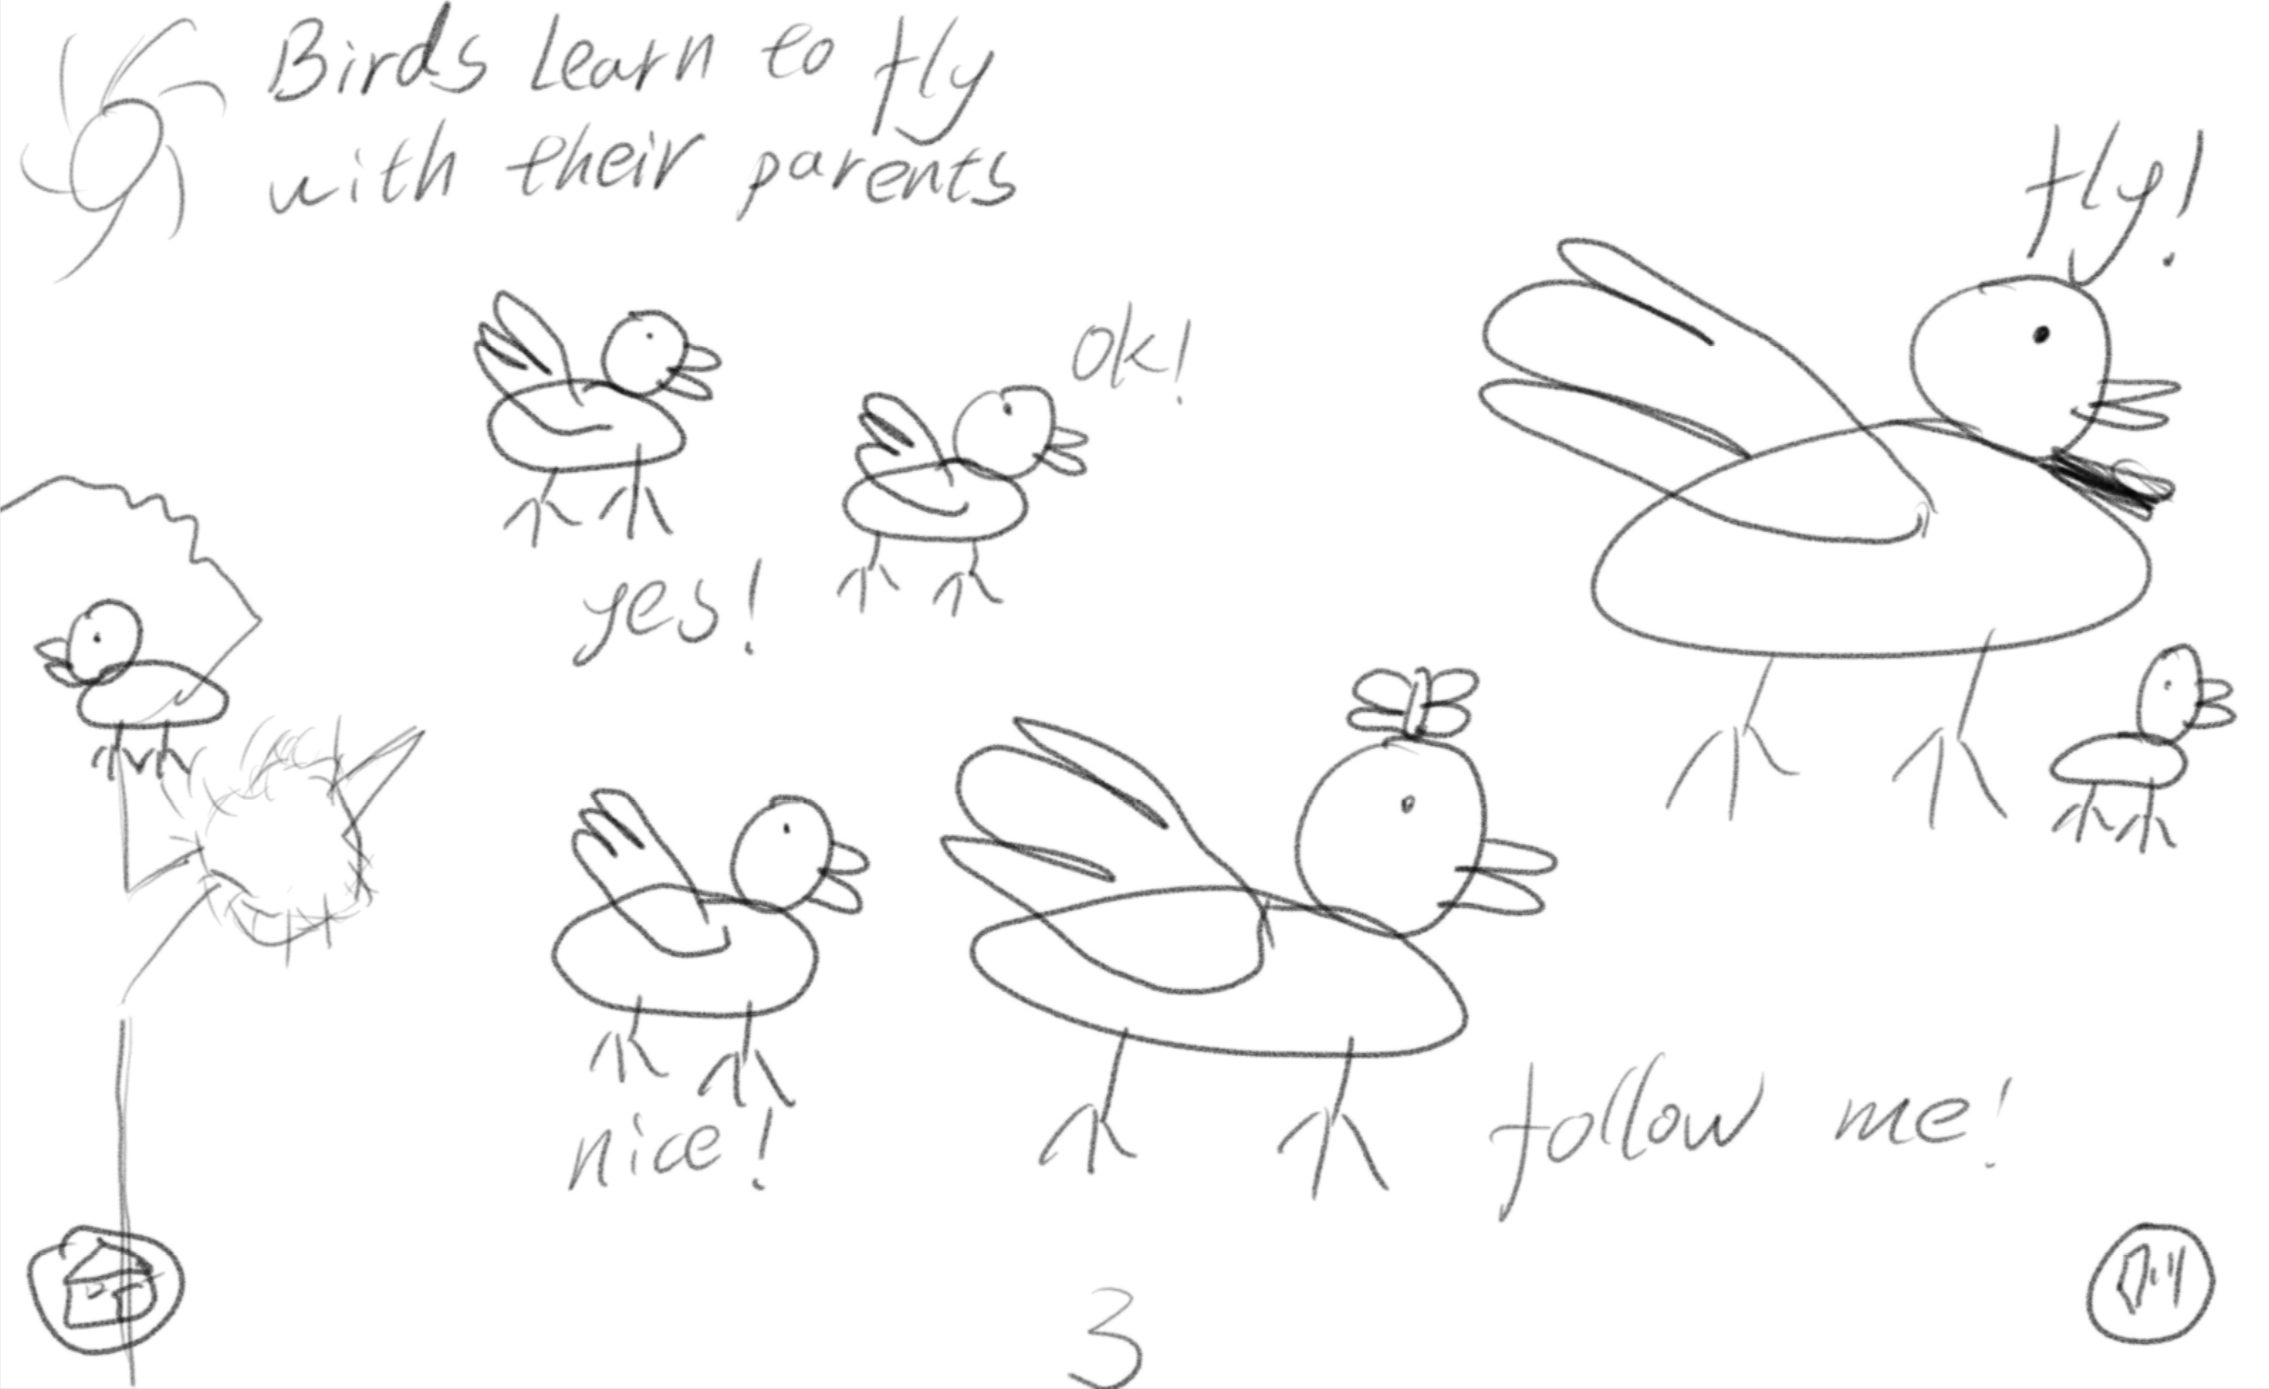 Birds learn to fly
with their parents
fly!
ok!
yes!
nice!
follow me!
3